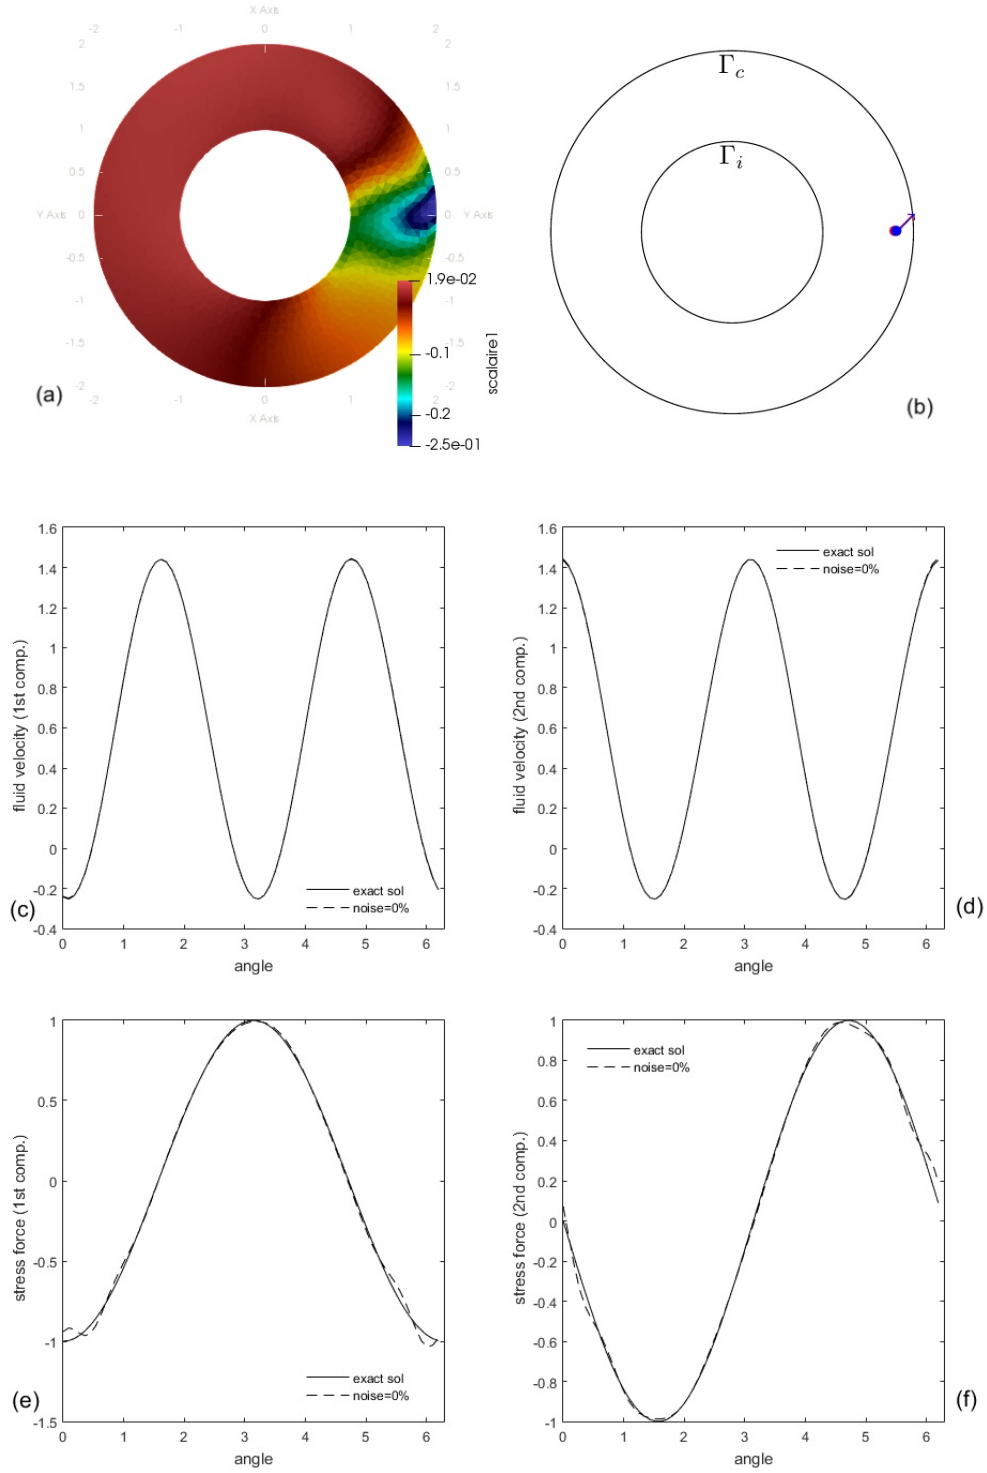 X Axis
-2 -1 0 1 2
2 2
1.5 1.5
1 1
0.5 0.5
Y Axis 0 0 Y Axis
-0.5 -0.5
-1 -1
-1.5 -1.5
-2 -2
-2 -1 0 1 2
X Axis
1.9e-02
-0.1
-0.2
-2.5e-01
scalaire1
(a)
Γc
Γi
(b)
1.6
1.4
1.2
1
0.8
0.6
0.4
0.2
0
-0.2
-0.4
fluid velocity (1st comp.)
exact sol
noise=0%
0 1 2 3 4 5 6
angle
(c)
1.6
1.4
1.2
1
0.8
0.6
0.4
0.2
0
-0.2
-0.4
fluid velocity (2nd comp.)
exact sol
noise=0%
0 1 2 3 4 5 6
angle
(d)
1
0.5
0
-0.5
-1
-1.5
stress force (1st comp.)
exact sol
noise=0%
0 1 2 3 4 5 6
angle
(e)
1
0.8
0.6
0.4
0.2
0
-0.2
-0.4
-0.6
-0.8
-1
stress force (2nd comp.)
exact sol
noise=0%
0 1 2 3 4 5 6
angle
(f)